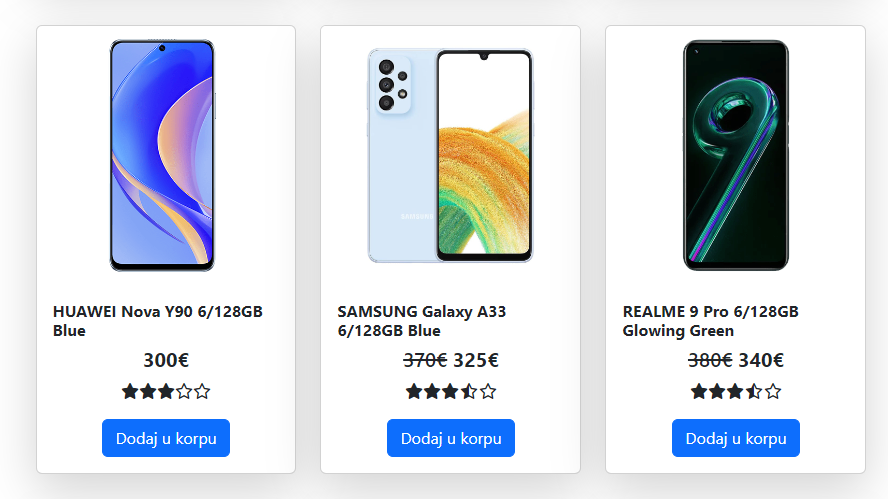 HUAWEI Nova Y90 6/128GB
Blue
300€
Dodaj u korpu
SAMSUNG
SAMSUNG Galaxy A33
6/128GB Blue
370€ 325€
Dodaj u korpu
REALME 9 Pro 6/128GB
Glowing Green
380€ 340€
Dodaj u korpu